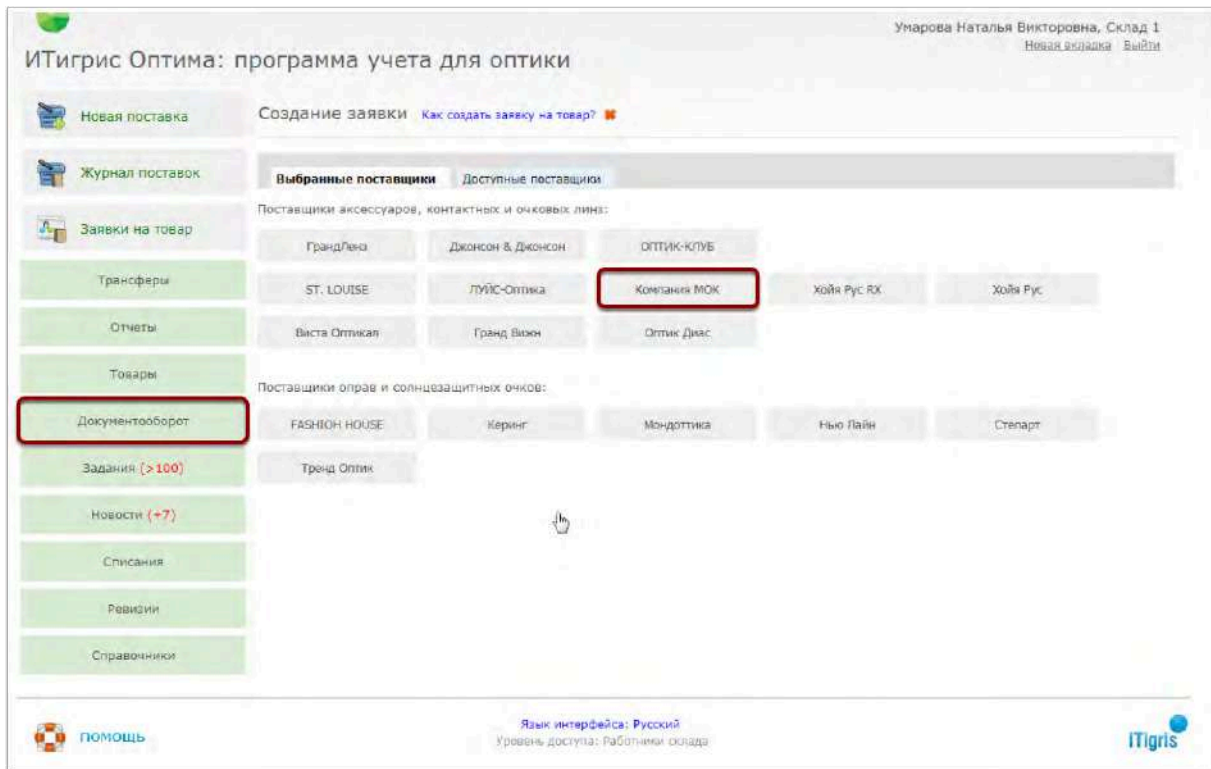 Умарова Наталья Викторовна, Склад 1
Новая вкладка Выйти
ИТигрис Оптима: программа учета для оптики
Новая поставка
Журнал поставок
Заявки на товар
Трансферы
Отчеты
Товары
Документооборот
Задания (>100)
Новости (+7)
Списания
Ревизии
Справочники
Создание заявки Как создать заявку на товар?
Выбранные поставщики Доступные поставщики
Поставщики аксессуаров, контактных и очковых линз:
ГрандЛенз Джонсон & Джонсон ОПТИК-КЛУБ
ST. LOUISE ЛУИС-Оптика Компания МОК Хойя Рус RX Хойя Рус
Виста Оптикал Гранд Вижн Оптик Диас
Поставщики оправ и солнцезащитных очков:
FASHION HOUSE Керинг Мондоттика Нью Лайн Степарт
Тренд Оптик
ПОМОЩЬ
Язык интерфейса: Русский
Уровень доступа: Работники склада
iTigris